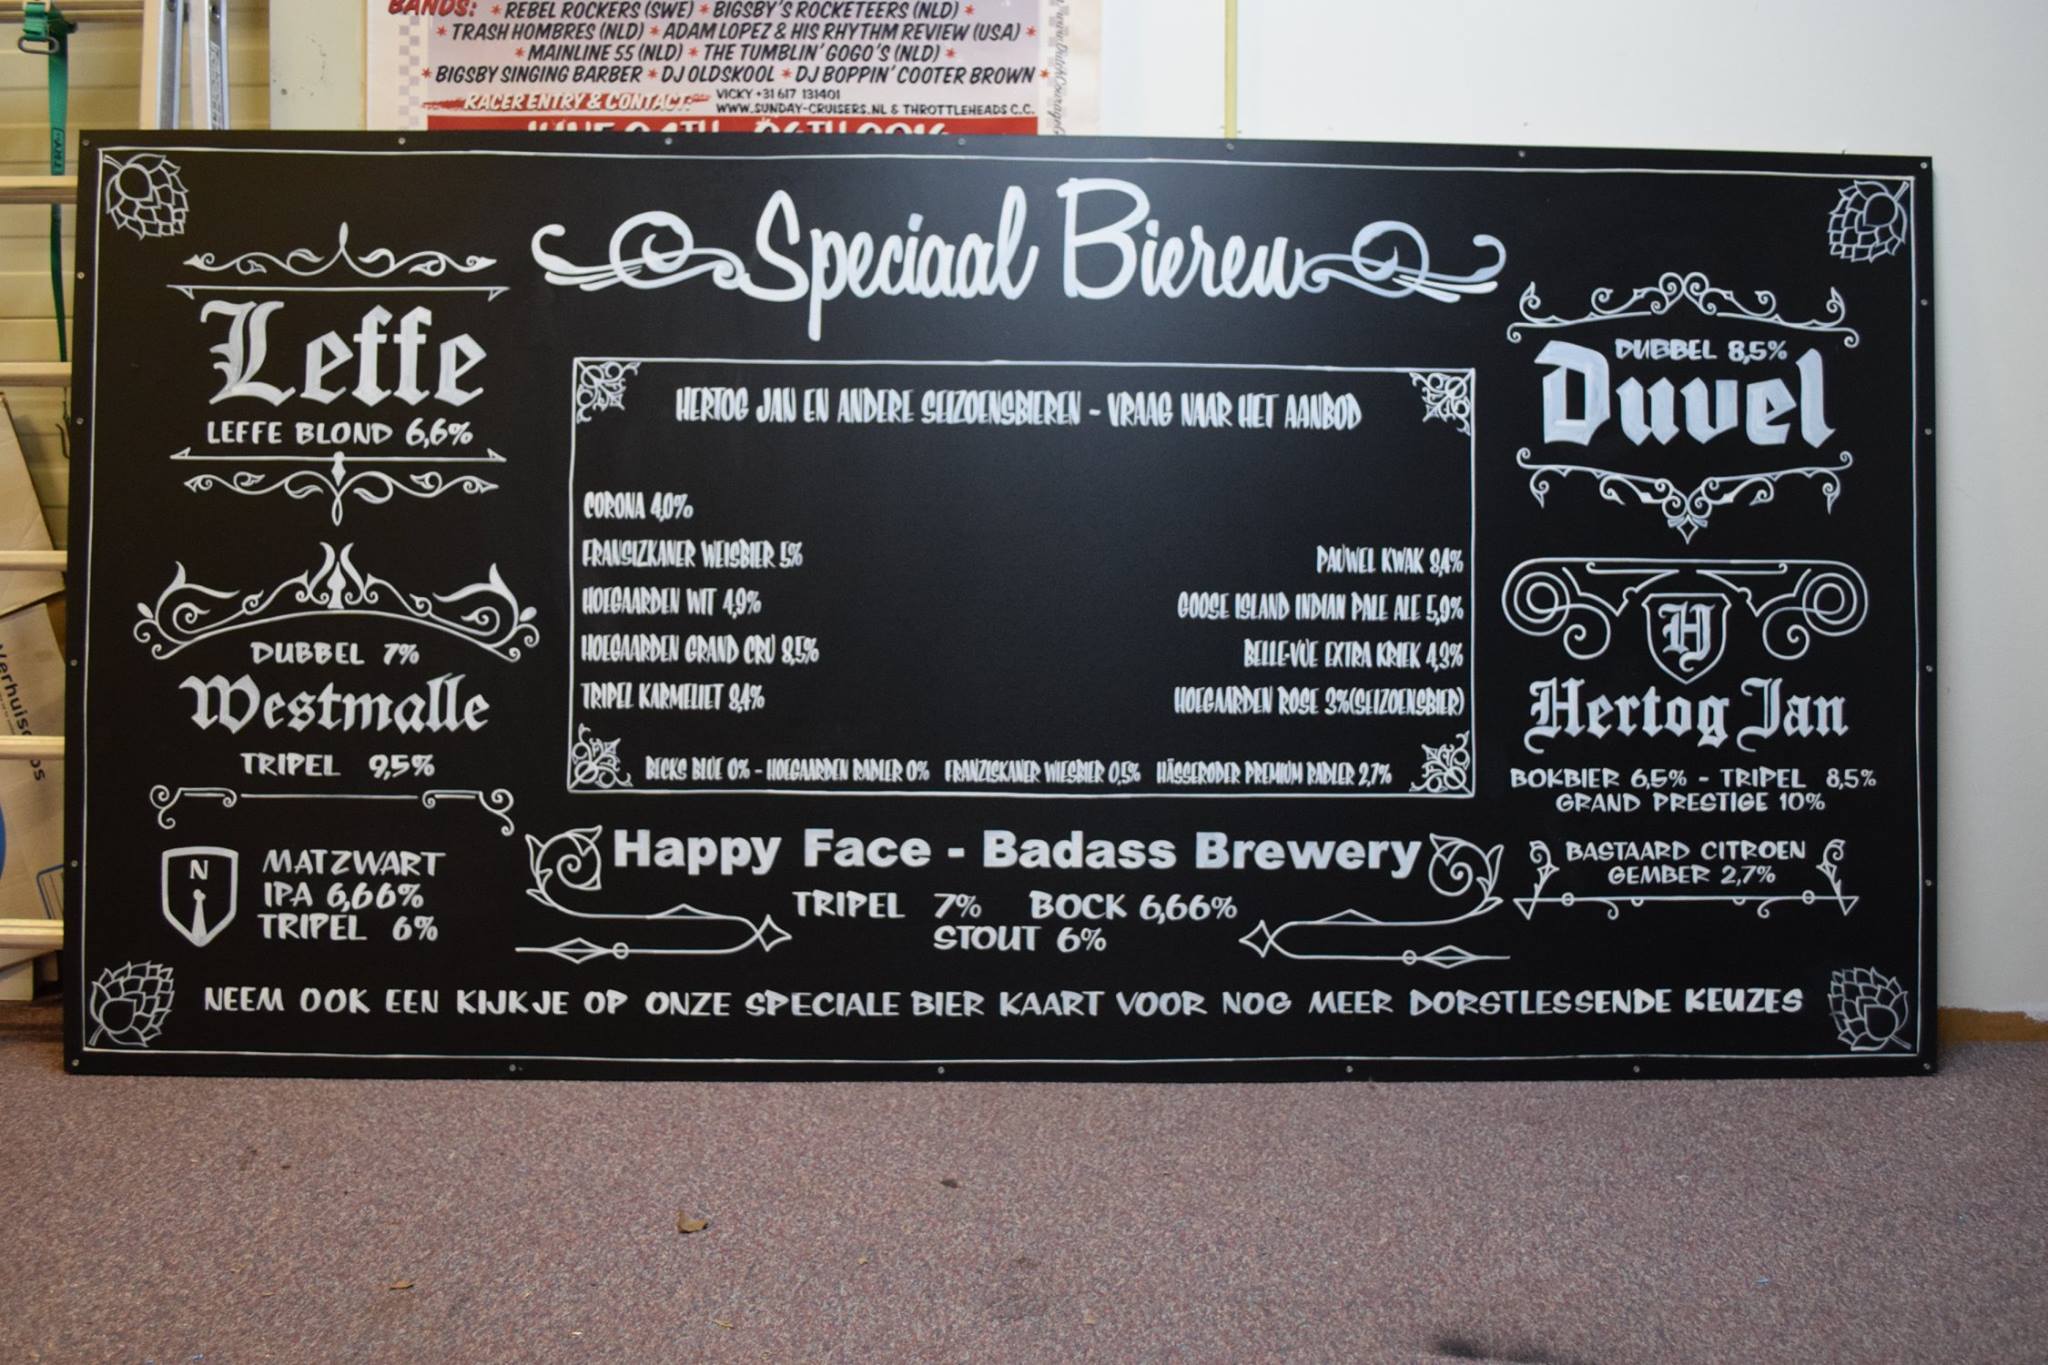 BANDS: * REBEL ROCKERS (SWE) * BIGSBY'S ROCKETEERS (NLD) *
* TRASH HOMBRES (NLD) * ADAM LOPEZ & HIS RHYTHM REVIEW (USA) *
* MAINLINE 55 (NLD) * THE TUMBLIN' GOGO'S (NLD) *
* BIGSBY SINGING BARBER * DJ OLDSKOOL * DJ BOPPIN' COOTER BROWN *
RACER ENTRY & CONTACT: VICKY +31 617 131401
WWW.SUNDAY-CRUISERS.NL & THROTTLEHEADS C.C.
Speciaal Bieren
Leffe
LEFFE BLOND 6,6%
DUBBEL 7%
Westmalle
TRIPEL 9,5%
N
MATZWART
IPA 6,66%
TRIPEL 6%
HERTOG JAN EN ANDERE SEIZOENSBIEREN - VRAAG NAAR HET AANBOD
CORONA 4,0%
FRANSIZKANER WEISBIER 5%
HOEGAARDEN WIT 4,9%
HOEGAARDEN GRAND CRU 8,5%
TRIPEL KARMELIET 8,4%
PAUWEL KWAK 8,4%
GOOSE ISLAND INDIAN PALE ALE 5,9%
BELLE-VUE EXTRA KRIEK 4,3%
HOEGAARDEN ROSE 3%(SEIZOENSBIER)
BECKS BLUE 0% - HOEGAARDEN RADLER 0% FRANZISKANER WIESBIER 0,5% HÄSSERODER PREMIUM RADLER 2,7%
Happy Face - Badass Brewery
TRIPEL 7% BOCK 6,66%
STOUT 6%
DUBBEL 8,5%
Duvel
H
Hertog Jan
BOKBIER 6,5% - TRIPEL 8,5%
GRAND PRESTIGE 10%
BASTAARD CITROEN
GEMBER 2,7%
NEEM OOK EEN KIJKJE OP ONZE SPECIALE BIER KAART VOOR NOG MEER DORSTLESSENDE KEUZES